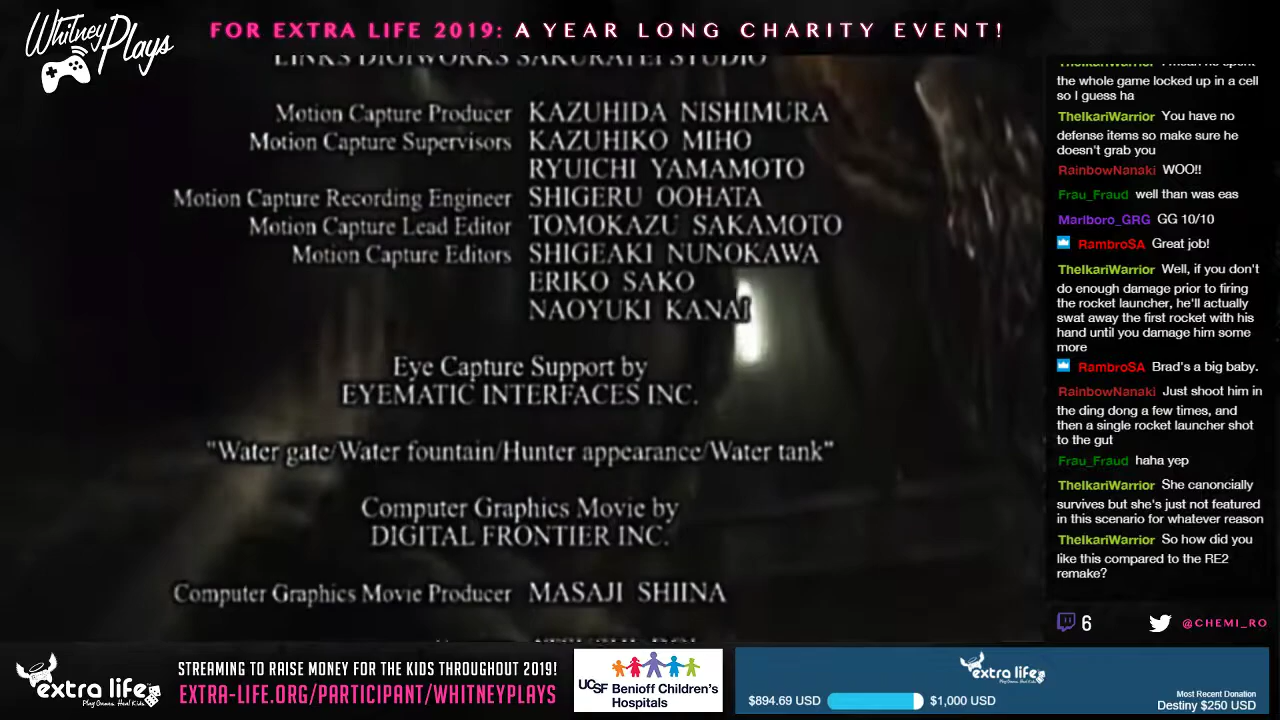 Whitney Plays
FOR EXTRA LIFE 2019: A YEAR LONG CHARITY EVENT!
LINKS DIGIWORKS SAKURATEI STUDIO
Motion Capture Producer KAZUHIDA NISHIMURA
Motion Capture Supervisors KAZUHIKO MIHO
RYUICHI YAMAMOTO
Motion Capture Recording Engineer SHIGERU OOHATA
Motion Capture Lead Editor TOMOKAZU SAKAMOTO
Motion Capture Editors SHIGEAKI NUNOKAWA
ERIKO SAKO
NAOYUKI KANAI
Eye Capture Support by
EYEMATIC INTERFACES INC.
"Water gate/Water fountain/Hunter appearance/Water tank"
Computer Graphics Movie by
DIGITAL FRONTIER INC.
Computer Graphics Movie Producer MASAJI SHIINA
the whole game locked up in a cell
so I guess ha
TheIkariWarrior You have no
defense items so make sure he
doesn't grab you
RainbowNanaki WOO!!
Frau_Fraud well than was eas
Marlboro_GRG GG 10/10
RambroSA Great job!
TheIkariWarrior Well, if you don't
do enough damage prior to firing
the rocket launcher, he'll actually
swat away the first rocket with his
hand until you damage him some
more
RambroSA Brad's a big baby.
RainbowNanaki Just shoot him in
the ding dong a few times, and
then a single rocket launcher shot
to the gut
Frau_Fraud haha yep
TheIkariWarrior She canoncially
survives but she's just not featured
in this scenario for whatever reason
TheIkariWarrior So how did you
like this compared to the RE2
remake?
6 @CHEMI_RO
extra life
Play Games. Heal Kids.
STREAMING TO RAISE MONEY FOR THE KIDS THROUGHOUT 2019!
EXTRA-LIFE.ORG/PARTICIPANT/WHITNEYPLAYS
UCSF Benioff Children's
Hospitals
extra life
$894.69 USD $1,000 USD
Most Recent Donation
Destiny $250 USD